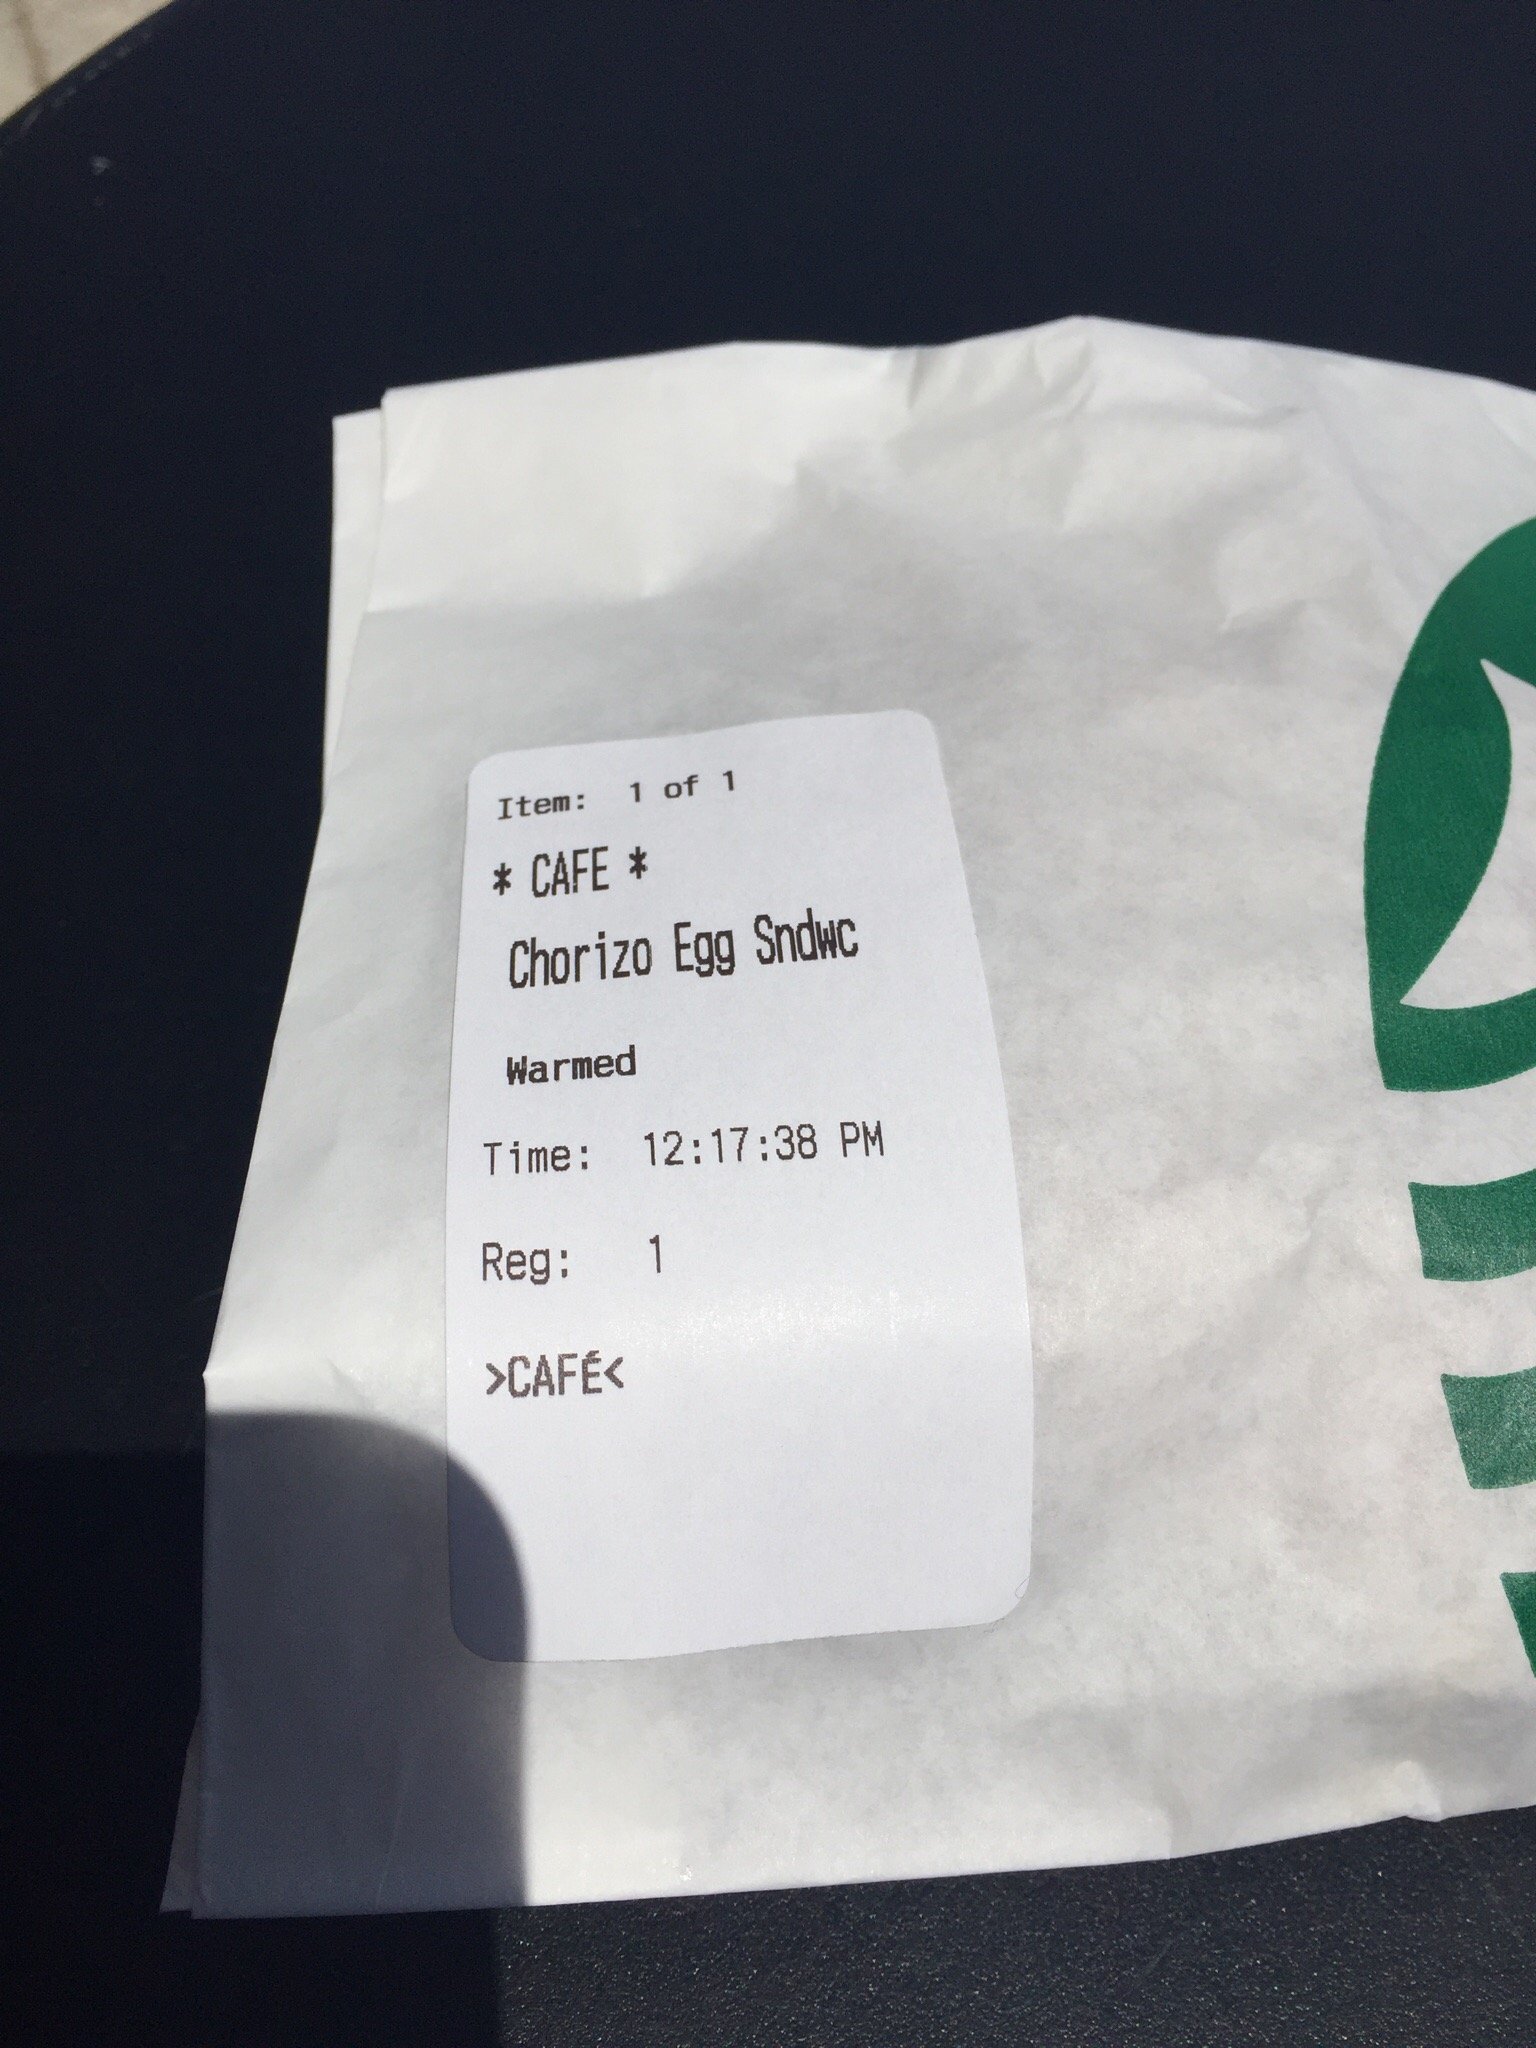 Item: 1 of 1
* CAFE *
Chorizo Egg Sndwc
Warmed
Time: 12:17:38 PM
Reg: 1
>CAFÉ<